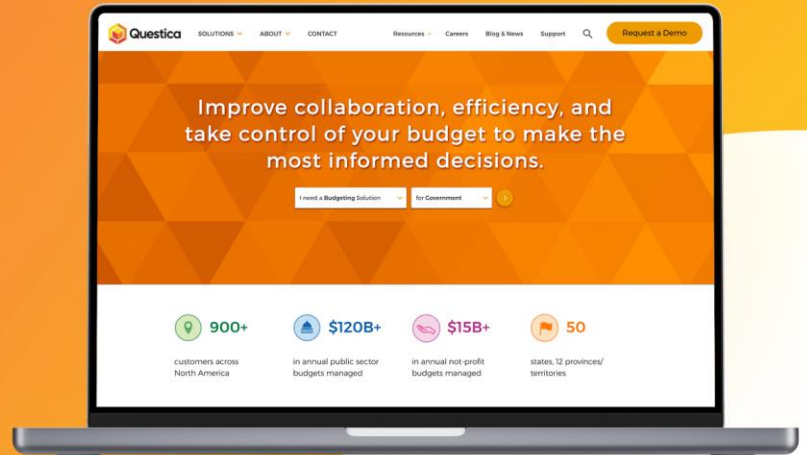 Questica
SOLUTIONS
ABOUT
CONTACT
Resources
Careers
Blog & News
Support
Request a Demo
Improve collaboration, efficiency, and
take control of your budget to make the
most informed decisions.
I need a Budgeting Solution
for Government
900+
customers across
North America
$120B+
in annual public sector
budgets managed
$15B+
in annual not-profit
budgets managed
50
states, 12 provinces/
territories